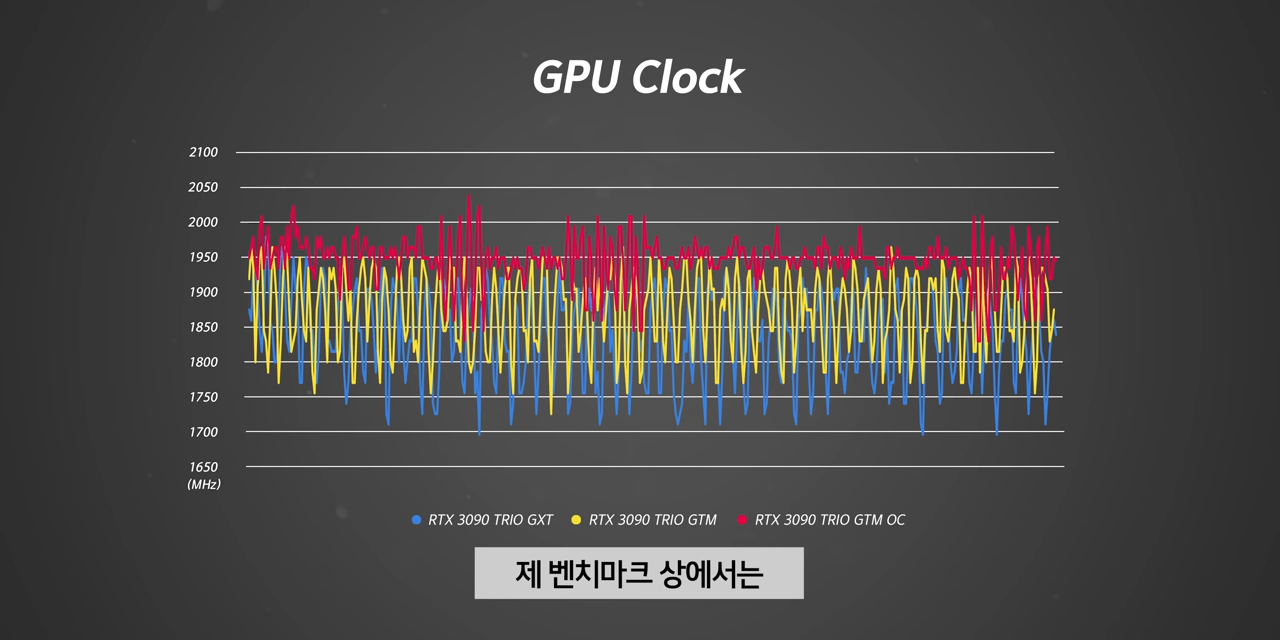 GPU Clock
2100
2050
2000
1950
1900
1850
1800
1750
1700
1650
(MHz)
RTX 3090 TRIO GXT RTX 3090 TRIO GTM RTX 3090 TRIO GTM OC
제 벤치마크 상에서는